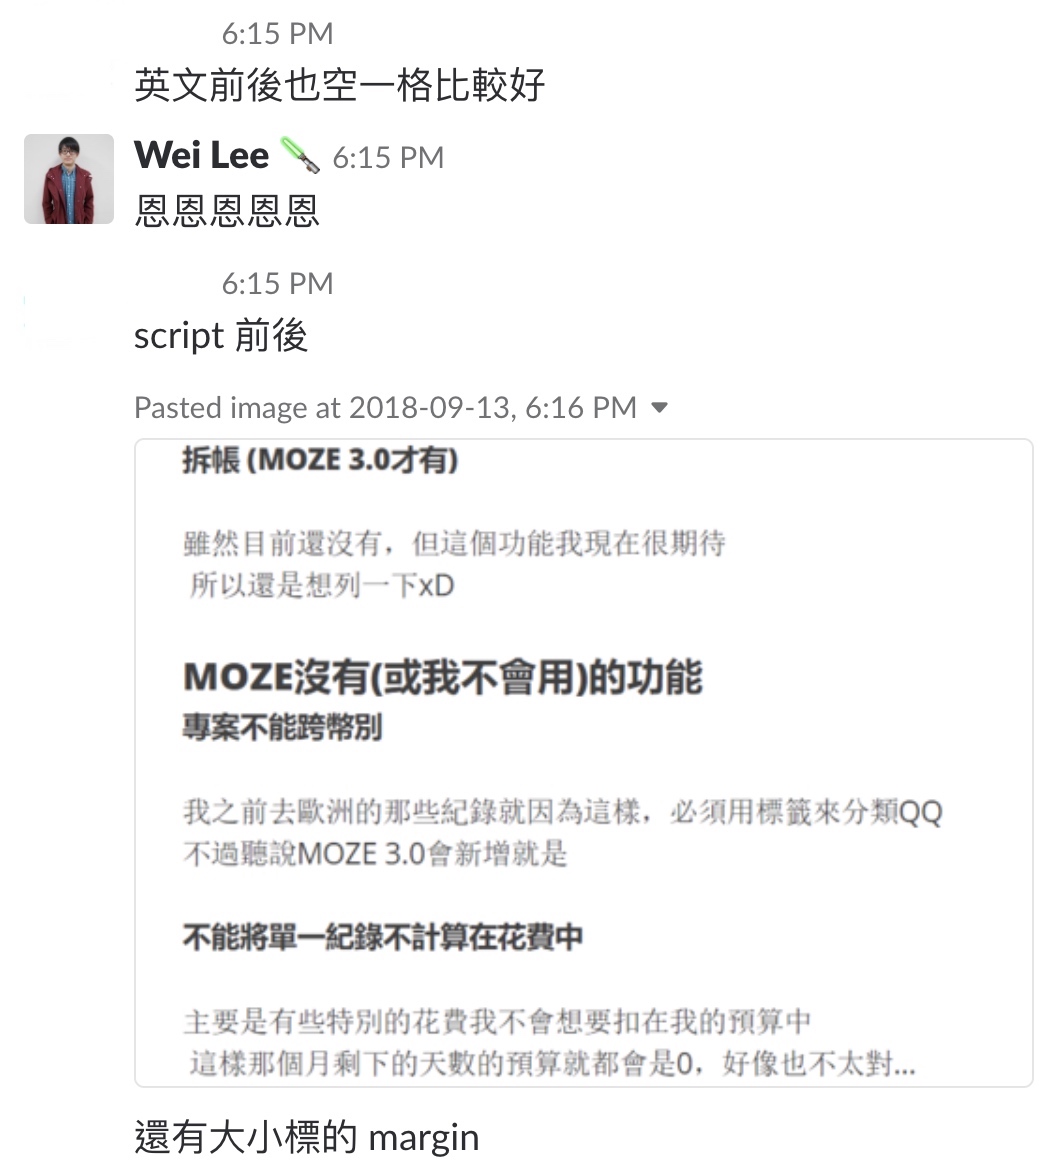 6:15 PM
英文前後也空一格比較好
Wei Lee 6:15 PM
恩恩恩恩恩
6:15 PM
script 前後
Pasted image at 2018-09-13, 6:16 PM
拆帳 (MOZE 3.0才有)
雖然目前還沒有，但這個功能我現在很期待
所以還是想列一下xD
MOZE沒有(或我不會用)的功能
專案不能跨幣別
我之前去歐洲的那些紀錄就因為這樣，必須用標籤來分類QQ
不過聽說MOZE 3.0會新增就是
不能將單一紀錄不計算在花費中
主要是有些特別的花費我不會想要扣在我的預算中
這樣那個月剩下的天數的預算就都會是0，好像也不太對...
還有大小標的 margin